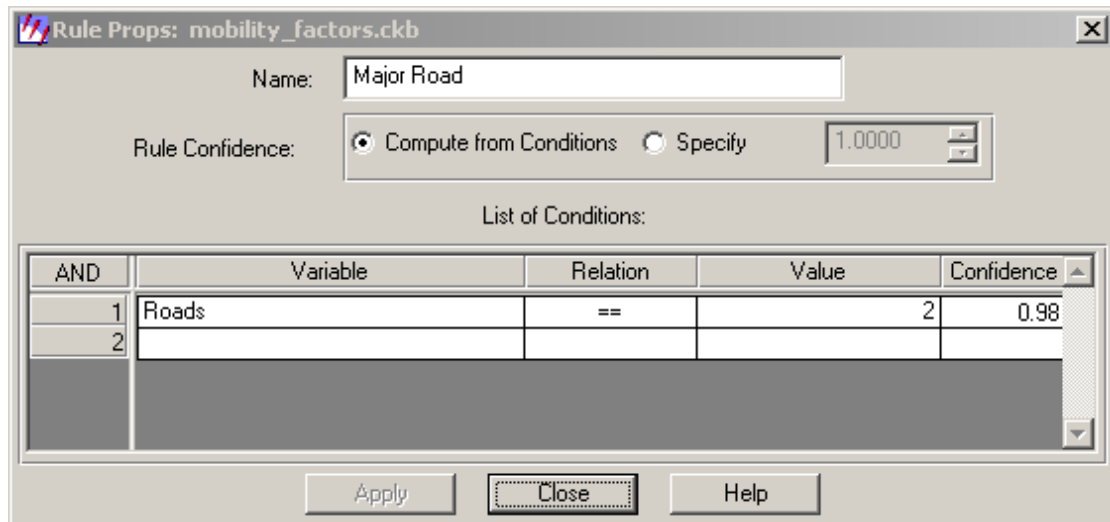 Rule Props: mobility_factors.ckb
Name: Major Road
Rule Confidence: Compute from Conditions Specify 1.0000
List of Conditions:
AND Variable Relation Value Confidence
1 Roads == 2 0.98
2
Apply Close Help